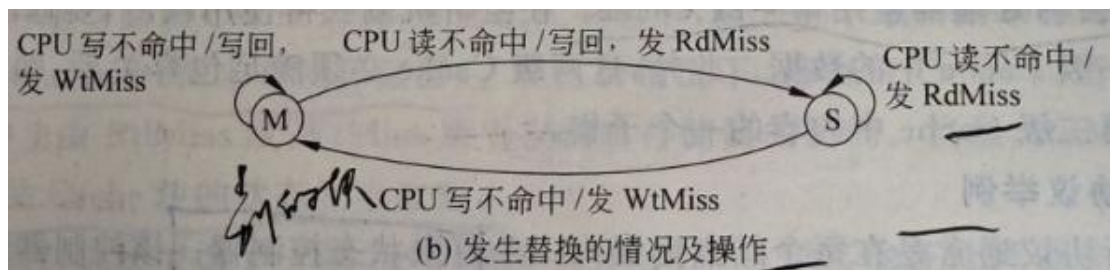 CPU 写不命中 /写回，
发 WtMiss
CPU 读不命中 /写回，发 RdMiss
CPU 读不命中 /
发 RdMiss
M
S
CPU 写不命中 /发 WtMiss
(b) 发生替换的情况及操作